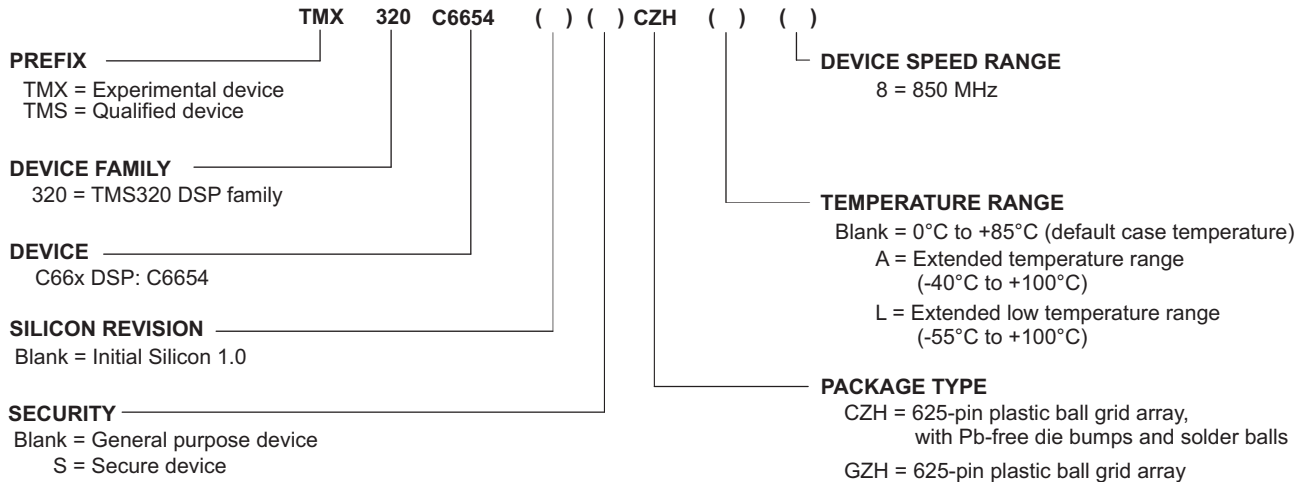 TMX 320 C6654 ( ) ( ) CZH ( ) ( )
PREFIX
TMX = Experimental device
TMS = Qualified device
DEVICE FAMILY
320 = TMS320 DSP family
DEVICE
C66x DSP: C6654
SILICON REVISION
Blank = Initial Silicon 1.0
SECURITY
Blank = General purpose device
S = Secure device
DEVICE SPEED RANGE
8 = 850 MHz
TEMPERATURE RANGE
Blank = 0°C to +85°C (default case temperature)
A = Extended temperature range
(-40°C to +100°C)
L = Extended low temperature range
(-55°C to +100°C)
PACKAGE TYPE
CZH = 625-pin plastic ball grid array,
with Pb-free die bumps and solder balls
GZH = 625-pin plastic ball grid array